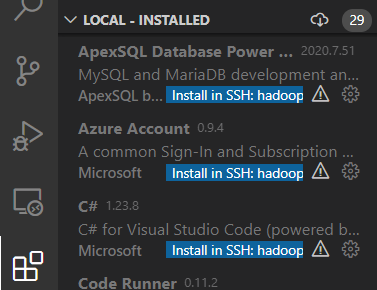 LOCAL - INSTALLED 29
ApexSQL Database Power ... 2020.7.51
MySQL and MariaDB development an...
ApexSQL b... Install in SSH: hadoop
Azure Account 0.9.4
A common Sign-In and Subscription ...
Microsoft Install in SSH: hadoop
C# 1.23.8
C# for Visual Studio Code (powered b...
Microsoft Install in SSH: hadoop
Code Runner 0.11.2